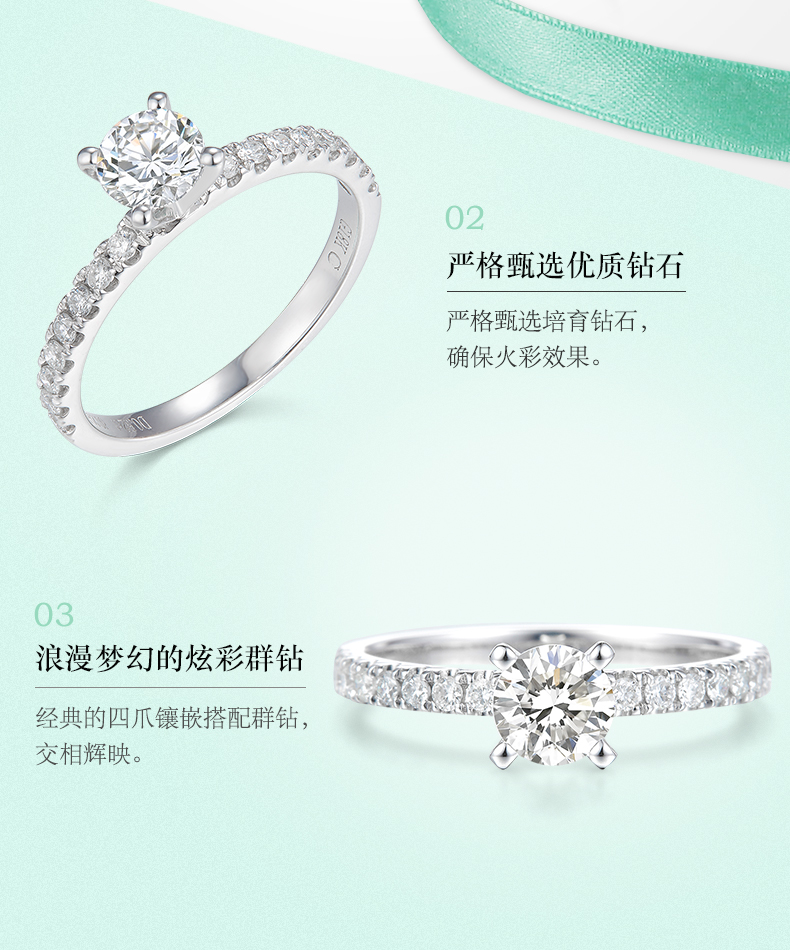 02
严格甄选优质钻石
严格甄选培育钻石，
确保火彩效果。
03
浪漫梦幻的炫彩群钻
经典的四爪镶嵌搭配群钻，
交相辉映。